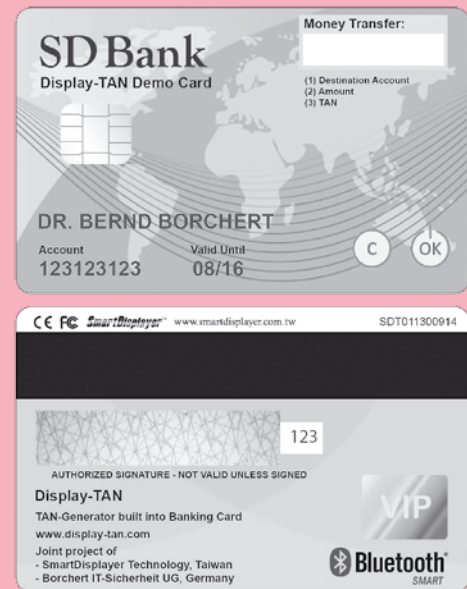 Money Transfer:
SD Bank
Display-TAN Demo Card
(1) Destination Account
(2) Amount
(3) TAN
DR. BERND BORCHERT
Account Valid Until
123123123 08/16
C OK
CE FC SmartDisplayer™ www.smartdisplayer.com.tw SDT011300914
123
AUTHORIZED SIGNATURE - NOT VALID UNLESS SIGNED
Display-TAN
TAN-Generator built into Banking Card
www.display-tan.com
Joint project of
- SmartDisplayer Technology, Taiwan
- Borchert IT-Sicherheit UG, Germany
VIP
Bluetooth®
SMART